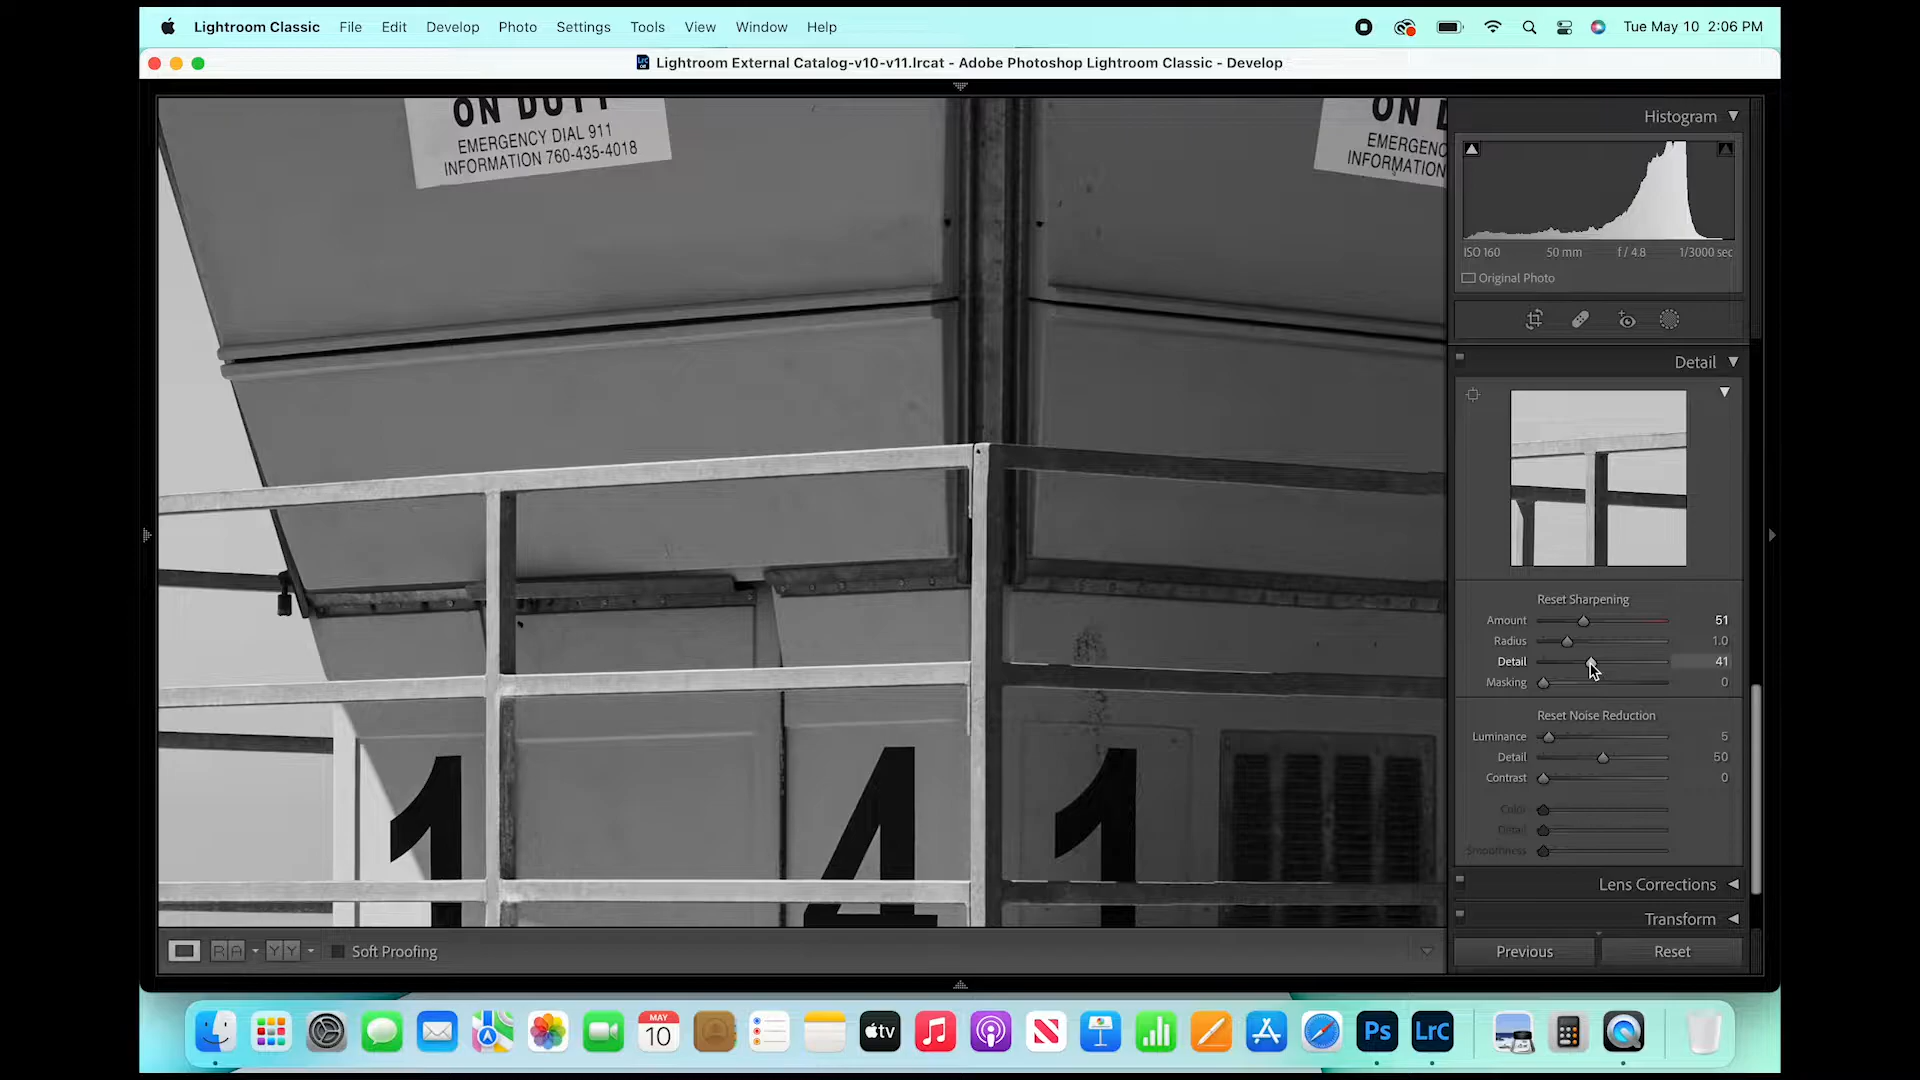 Lightroom Classic File Edit Develop Photo Settings Tools View Window Help Tue May 10 2:06 PM
Lightroom External Catalog-v10-v11.lrcat - Adobe Photoshop Lightroom Classic - Develop
ON DUTY
EMERGENCY DIAL 911
INFORMATION 760-435-4018
ON D
EMERGENC
INFORMATION
1
4
1
Histogram
ISO 160 50 mm f / 4.8 1/3000 sec
Original Photo
Detail
Reset Sharpening
Amount 51
Radius 1.0
Detail 41
Masking 0
Reset Noise Reduction
Luminance 5
Detail 50
Contrast 0
Color
Detail
Smoothness
Lens Corrections
Transform
Previous Reset
R A Y Y Soft Proofing
MAY
10
tv
Ps
LrC